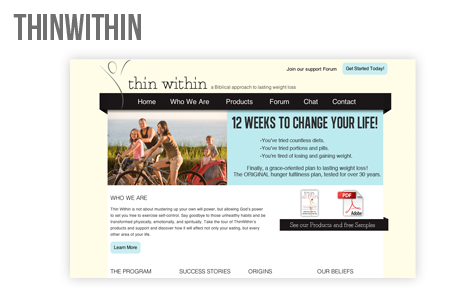 THINWITHIN
Join our support Forum Get Started Today!
thin within a Biblical approach to lasting weight loss
Home Who We Are Products Forum Chat Contact
12 WEEKS TO CHANGE YOUR LIFE!
-You've tried countless diets.
-You've tried portions and pills.
-You're tired of losing and gaining weight.
Finally, a grace-oriented plan to lasting weight loss!
The ORIGINAL hunger fulfillness plan, tested for over 30 years.
WHO WE ARE
Thin Within is not about mustering up your own will power, but allowing God's power
to set you free to exercise self-control. Say goodbye to those unhealthy habits and be
transformed physically, emotionally, and spiritually. Take the tour of ThinWithin's
products and support and discover how it will affect not only your eating, but every
other area of your life.
Learn More
PDF
Adobe
See our Products and free Samples
THE PROGRAM SUCCESS STORIES ORIGINS OUR BELIEFS